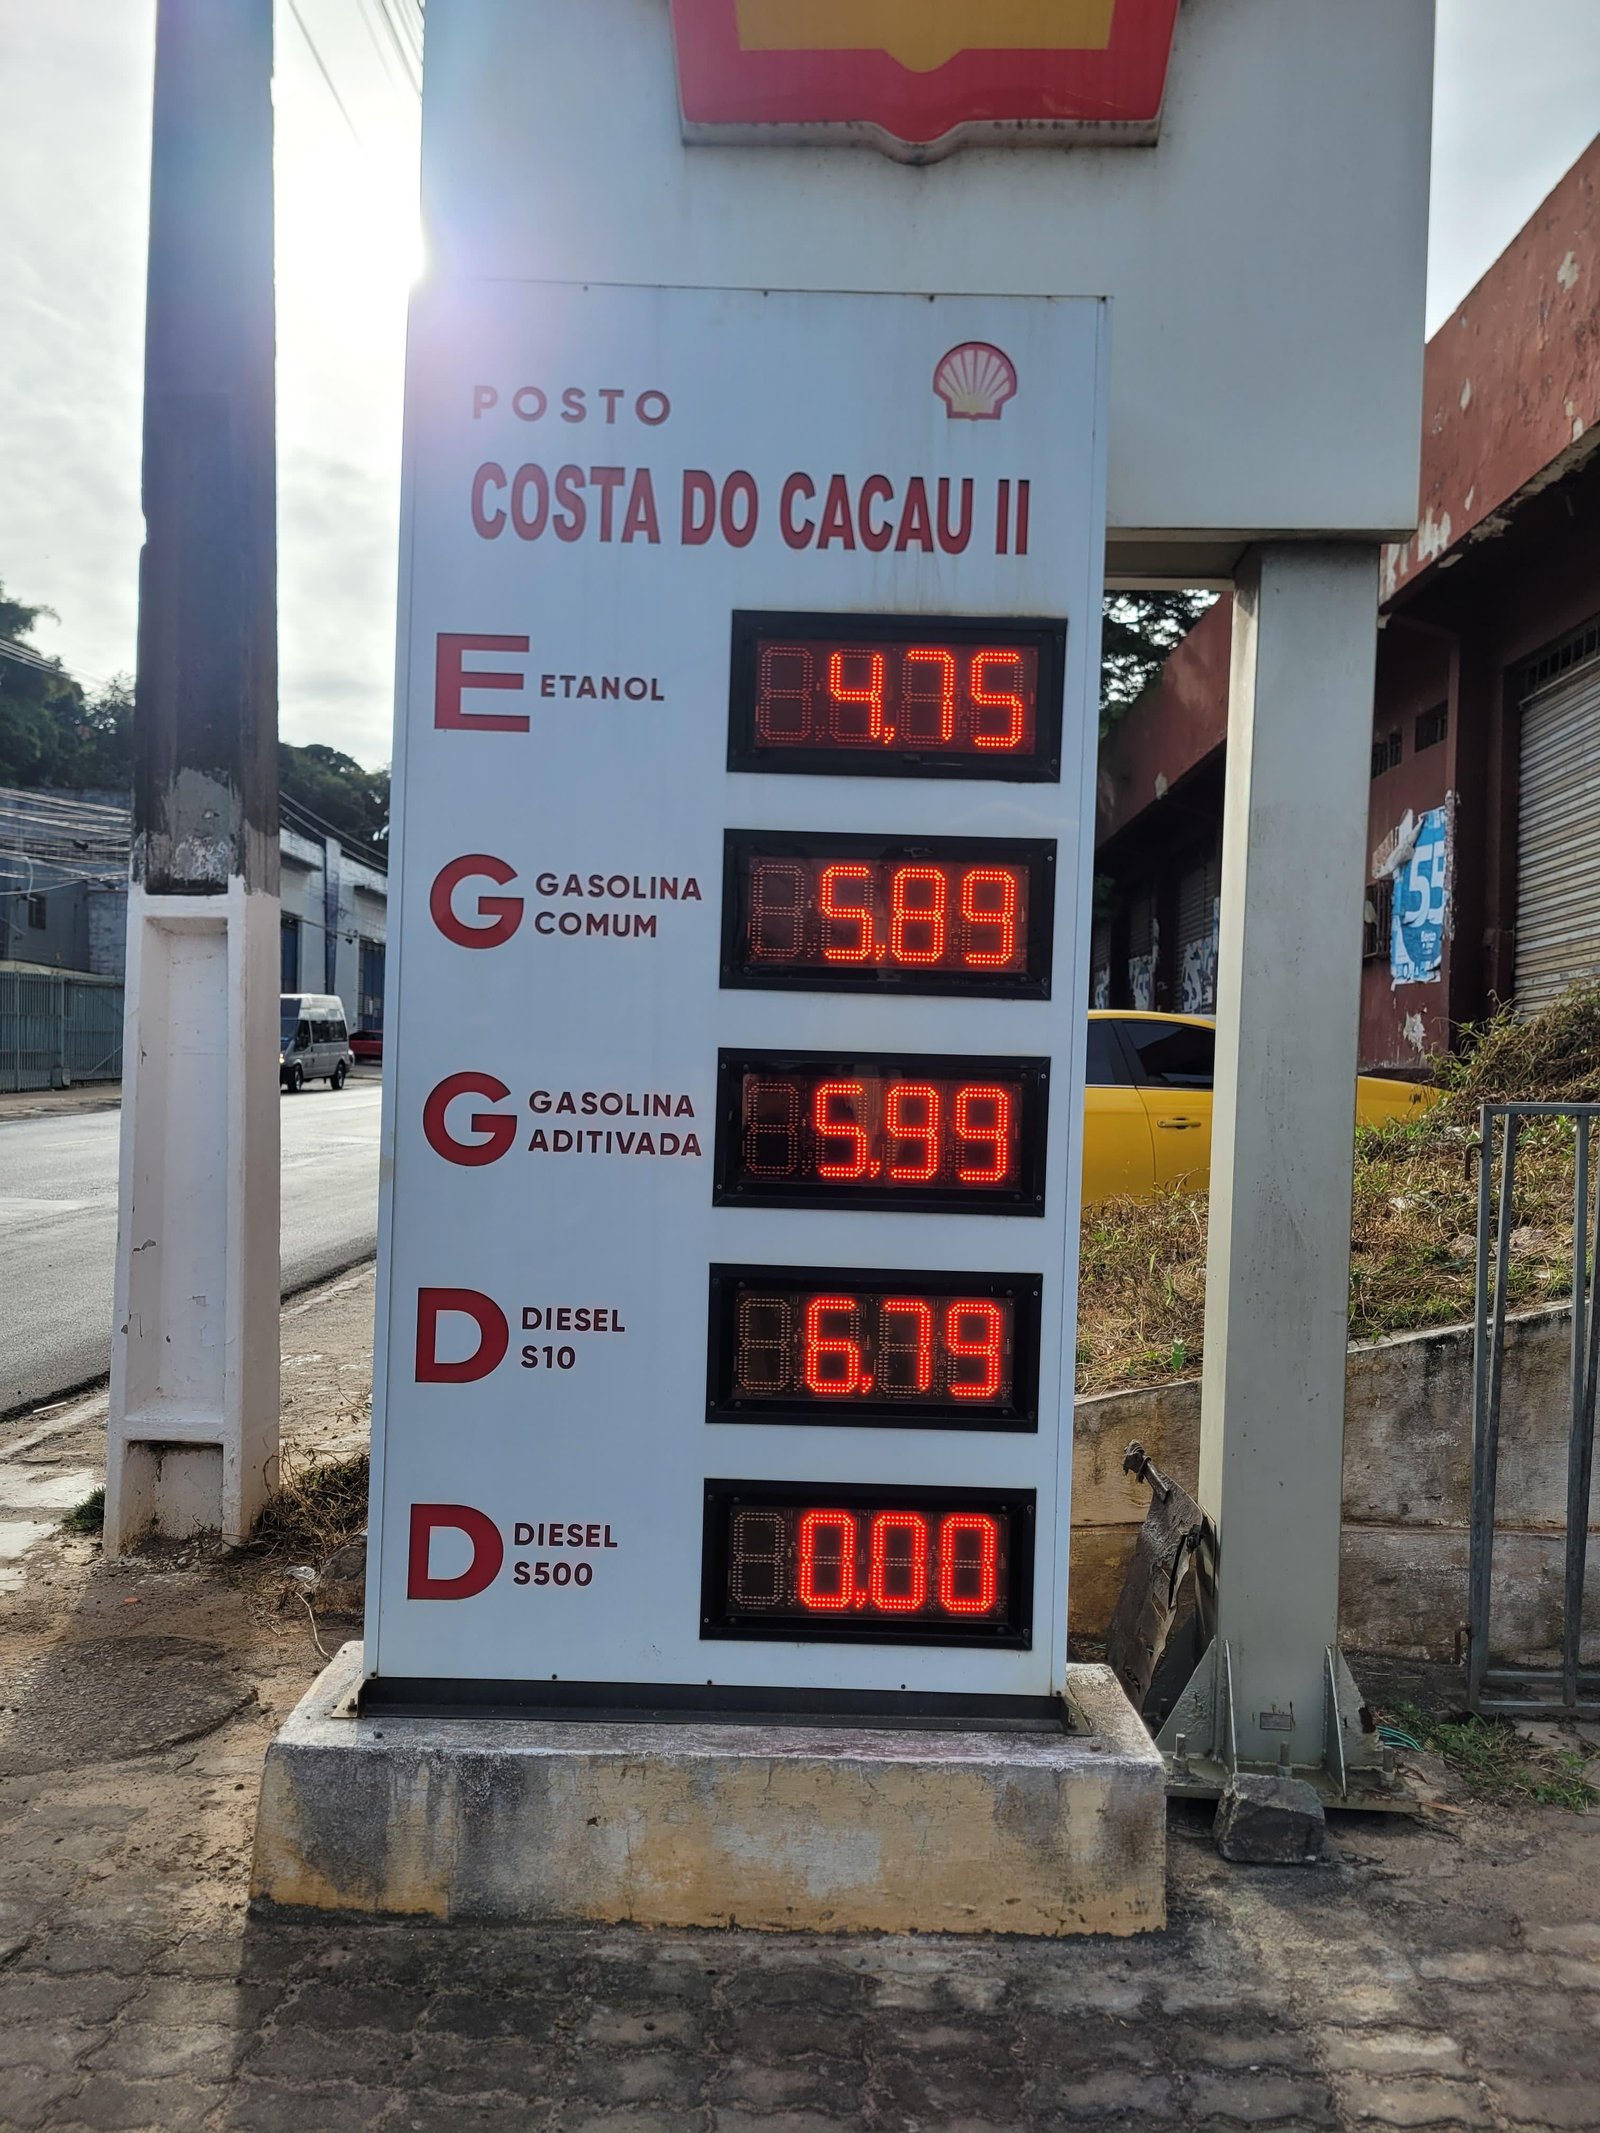 POSTO
COSTA DO CACAU II
E ETANOL 4,75
G GASOLINA
COMUM 5,89
G GASOLINA
ADITIVADA 5,99
D DIESEL
S10 6,79
D DIESEL
S500 0,00
55